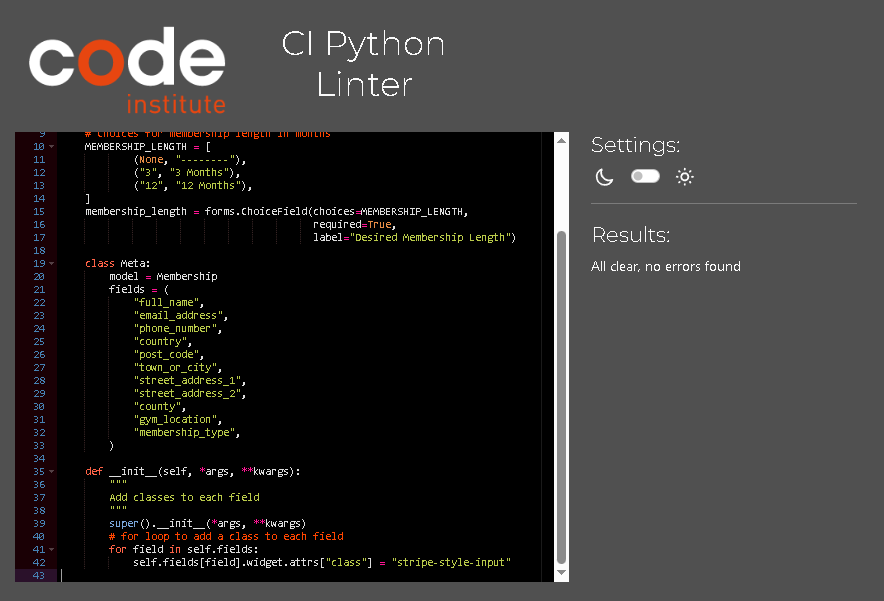 code
institute
CI Python
Linter
9 # Choices for membership length in months
10 MEMBERSHIP_LENGTH = [
11 (None, "--------"),
12 ("3", "3 Months"),
13 ("12", "12 Months"),
14 ]
15 membership_length = forms.ChoiceField(choices=MEMBERSHIP_LENGTH,
16 required=True,
17 label="Desired Membership Length")
18
19 class Meta:
20 model = Membership
21 fields = (
22 "full_name",
23 "email_address",
24 "phone_number",
25 "country",
26 "post_code",
27 "town_or_city",
28 "street_address_1",
29 "street_address_2",
30 "county",
31 "gym_location",
32 "membership_type",
33 )
34
35 def __init__(self, *args, **kwargs):
36 """
37 Add classes to each field
38 """
39 super().__init__(*args, **kwargs)
40 # for loop to add a class to each field
41 for field in self.fields:
42 self.fields[field].widget.attrs["class"] = "stripe-style-input"
43
Settings:
Results:
All clear, no errors found